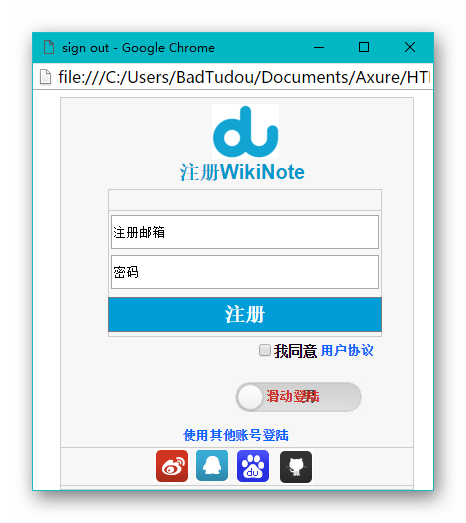 sign out - Google Chrome
file:///C:/Users/BadTudou/Documents/Axure/HT
du
注册WikiNote
注册邮箱
密码
注册
我同意 用户协议
滑动登陆
使用其他账号登陆
du